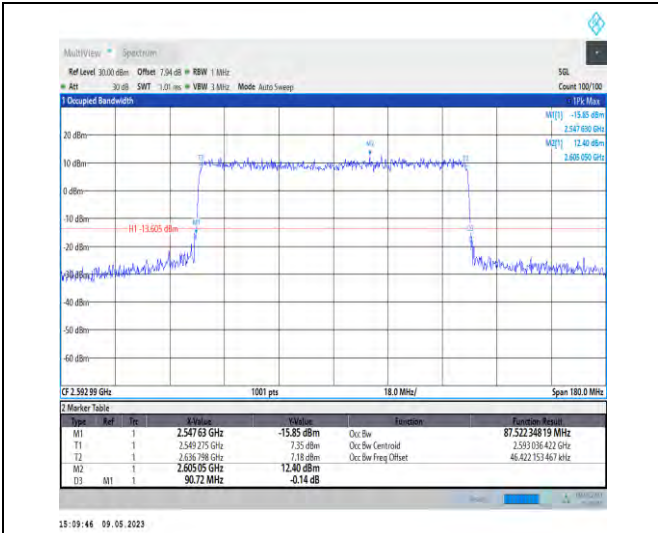 MultiView Spectrum
Ref Level 30.00 dBm Offset 7.94 dB RBW 1 MHz SGL
Att 30 dB SWT 1.01 ms VBW 3 MHz Mode Auto Sweep Count 100/100
1 Occupied Bandwidth 1Pk Max
M1[1] -15.85 dBm
2.547 630 GHz
M2[1] 12.40 dBm
2.605 050 GHz
20 dBm
M2
10 dBm
T1
T2
0 dBm
-10 dBm
M1
H1 -13.605 dBm
D3
-20 dBm
-30 dBm
-40 dBm
-50 dBm
-60 dBm
CF 2.592 99 GHz 1001 pts 18.0 MHz/ Span 180.0 MHz
2 Marker Table
Type Ref Trc X-Value Y-Value Function Function Result
M1 1 2.547 63 GHz -15.85 dBm Occ Bw 87.522 348 19 MHz
T1 1 2.549 275 GHz 7.35 dBm Occ Bw Centroid 2.593 036 422 GHz
T2 1 2.636 798 GHz 7.18 dBm Occ Bw Freq Offset 46.422 153 467 kHz
M2 1 2.605 05 GHz 12.40 dBm
D3 M1 1 90.72 MHz -0.14 dB
15:09:46 09.05.2023